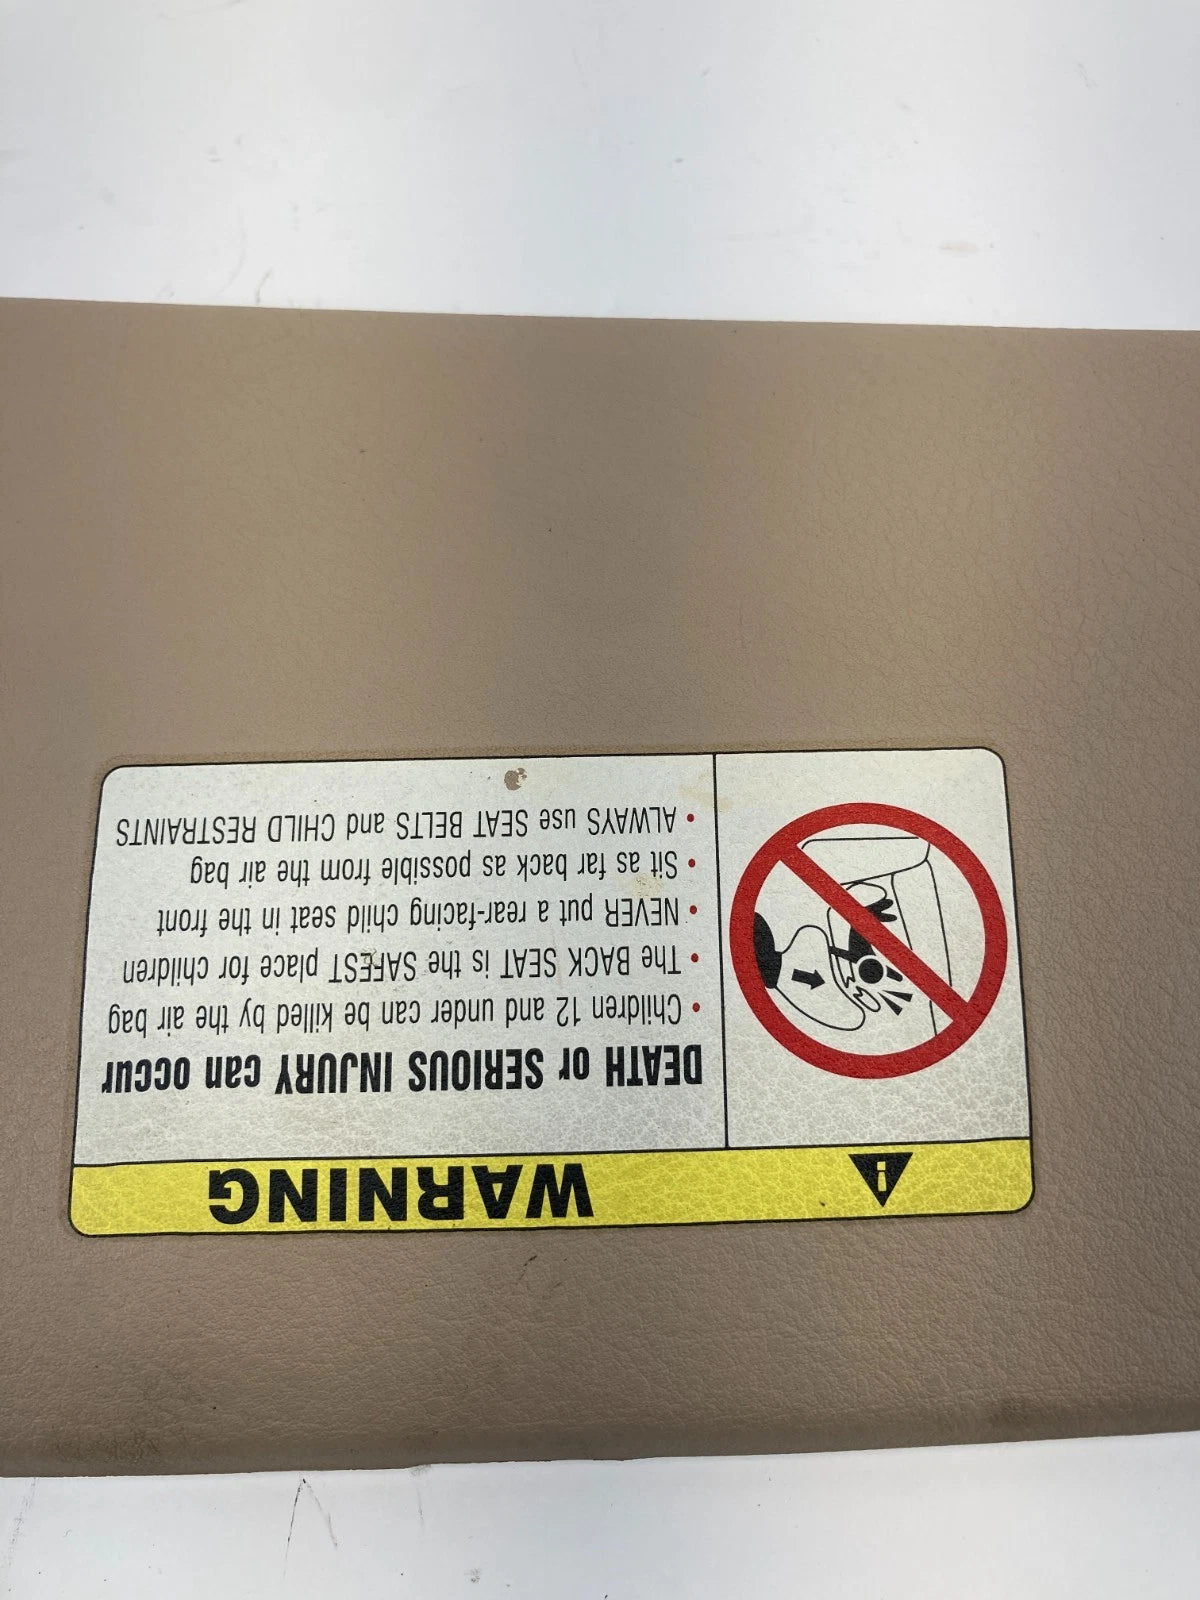 WARNING
DEATH or SERIOUS INJURY can occur
• Children 12 and under can be killed by the air bag
• The BACK SEAT is the SAFEST place for children
• NEVER put a rear-facing child seat in the front
• Sit as far back as possible from the air bag
• ALWAYS use SEAT BELTS and CHILD RESTRAINTS